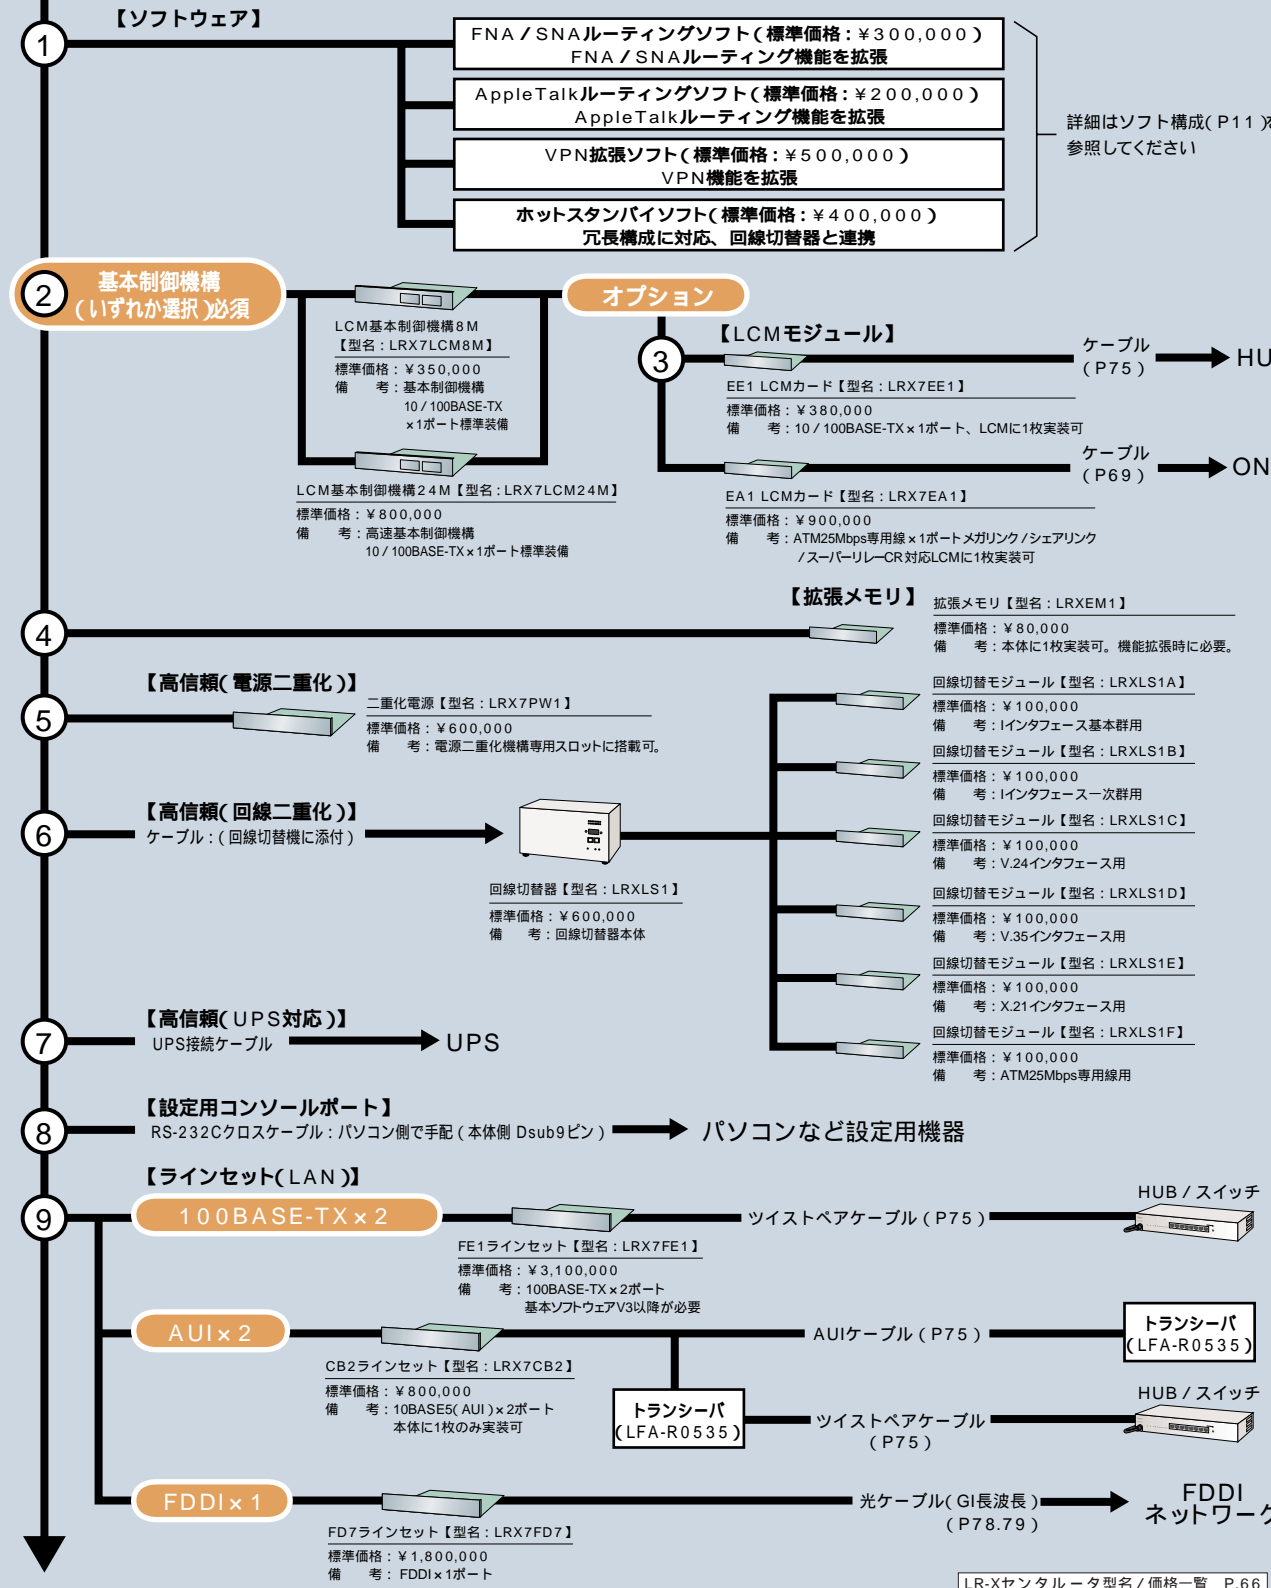 【ソフトウェア】
1
FNA／SNAルーティングソフト(標準価格：¥300,000)
FNA／SNAルーティング機能を拡張
AppleTalkルーティングソフト(標準価格：¥200,000)
AppleTalkルーティング機能を拡張
VPN拡張ソフト(標準価格：¥500,000)
VPN機能を拡張
ホットスタンバイソフト(標準価格：¥400,000)
冗長構成に対応、回線切替器と連携
詳細はソフト構成(P11)を
参照してください
2
基本制御機構
(いずれか選択)必須
LCM基本制御機構8M
【型名：LRX7LCM8M】
標準価格：¥350,000
備　考：基本制御機構
10／100BASE-TX
×1ポート標準装備
LCM基本制御機構24M【型名：LRX7LCM24M】
標準価格：¥800,000
備　考：高速基本制御機構
10／100BASE-TX×1ポート標準装備
オプション
3
【LCMモジュール】
ケーブル
(P75)
HU
EE1 LCMカード【型名：LRX7EE1】
標準価格：¥380,000
備　考：10／100BASE-TX×1ポート、LCMに1枚実装可
ケーブル
(P69)
ON
EA1 LCMカード【型名：LRX7EA1】
標準価格：¥900,000
備　考：ATM25Mbps専用線×1ポートメガリンク／シェアリンク
／スーパーリレーCR対応LCMに1枚実装可
4
【拡張メモリ】
拡張メモリ【型名：LRXEM1】
標準価格：¥80,000
備　考：本体に1枚実装可。機能拡張時に必要。
5
【高信頼(電源二重化)】
二重化電源【型名：LRX7PW1】
標準価格：¥600,000
備　考：電源二重化機構専用スロットに搭載可。
6
【高信頼(回線二重化)】
ケーブル：(回線切替機に添付)
回線切替器【型名：LRXLS1】
標準価格：¥600,000
備　考：回線切替器本体
回線切替モジュール【型名：LRXLS1A】
標準価格：¥100,000
備　考：Iインタフェース基本群用
回線切替モジュール【型名：LRXLS1B】
標準価格：¥100,000
備　考：Iインタフェース一次群用
回線切替モジュール【型名：LRXLS1C】
標準価格：¥100,000
備　考：V.24インタフェース用
回線切替モジュール【型名：LRXLS1D】
標準価格：¥100,000
備　考：V.35インタフェース用
回線切替モジュール【型名：LRXLS1E】
標準価格：¥100,000
備　考：X.21インタフェース用
回線切替モジュール【型名：LRXLS1F】
標準価格：¥100,000
備　考：ATM25Mbps専用線用
7
【高信頼(UPS対応)】
UPS接続ケーブル
UPS
8
【設定用コンソールポート】
RS-232Cクロスケーブル：パソコン側で手配(本体側 Dsub9ピン)
パソコンなど設定用機器
9
【ラインセット(LAN)】
100BASE-TX×2
ツイストペアケーブル(P75)
HUB／スイッチ
FE1ラインセット【型名：LRX7FE1】
標準価格：¥3,100,000
備　考：100BASE-TX×2ポート
基本ソフトウェアV3以降が必要
AUI×2
AUIケーブル(P75)
トランシーバ
(LFA-R0535)
CB2ラインセット【型名：LRX7CB2】
標準価格：¥800,000
備　考：10BASE5(AUI)×2ポート
本体に1枚のみ実装可
トランシーバ
(LFA-R0535)
ツイストペアケーブル
(P75)
HUB／スイッチ
FDDI×1
光ケーブル(GI長波長)
(P78.79)
FDDI
ネットワーク
FD7ラインセット【型名：LRX7FD7】
標準価格：¥1,800,000
備　考：FDDI×1ポート
LR-Xセンタルータ型名／価格一覧　P.66